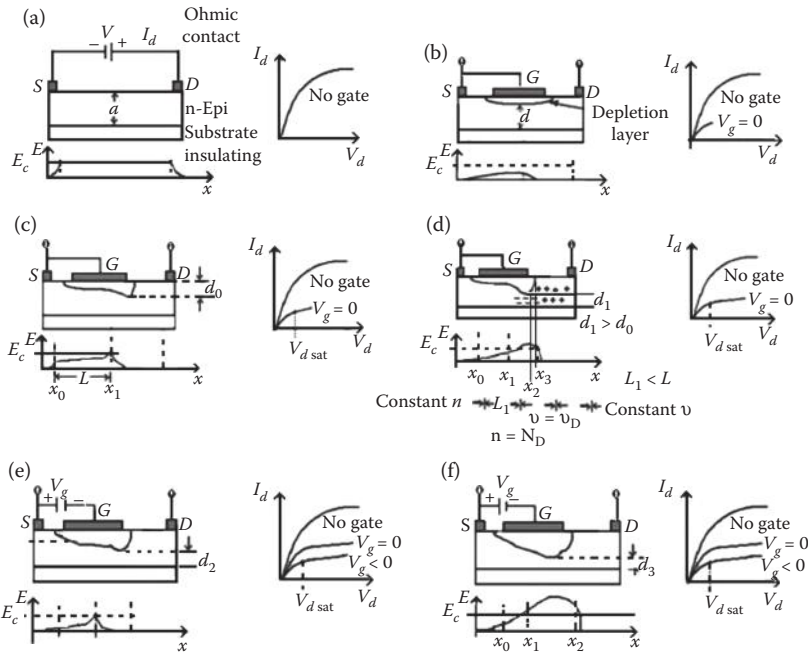 (a)
V
− +
I_d
Ohmic
contact
S
D
a
n-Epi
Substrate
insulating
E
E_c
x
I_d
No gate
V_d
(b)
G
d
Depletion
layer
E
E_c
x
I_d
No gate
V_g = 0
V_d
(c)
S
G
D
d_0
E
E_c
L
x_0
x_1
x
I_d
No gate
V_g = 0
V_d sat
V_d
(d)
S
G
D
d_1
d_1 > d_0
E
E_c
x_0
x_1
x_2
x_3
x
L_1 < L
Constant n
L_1
υ = υ_D
Constant υ
n = N_D
I_d
No gate
V_g = 0
V_d sat
V_d
(e)
V_g
+ −
S
G
D
d_2
E
E_c
x
I_d
No gate
V_g = 0
V_g < 0
V_d sat
V_d
(f)
V_g
+ −
S
G
D
d_3
E
E_c
x_0
x_1
x_2
x
I_d
No gate
V_g = 0
V_g < 0
V_d sat
V_d